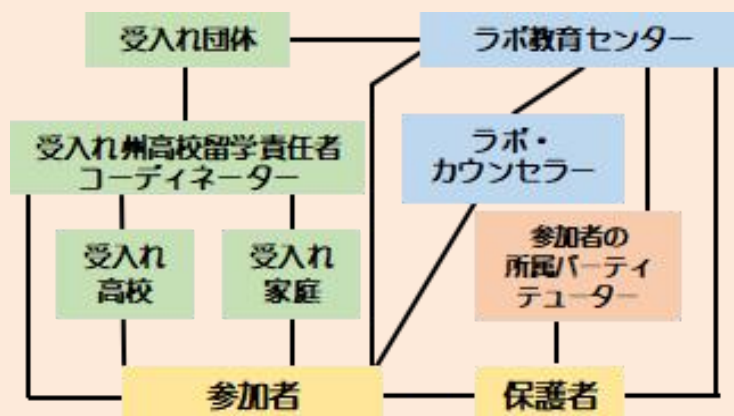 受入れ団体
ラボ教育センター
受入れ州高校留学責任者
コーディネーター
ラボ・
カウンセラー
受入れ
高校
受入れ
家庭
参加者の
所属パーティ
テューター
参加者
保護者